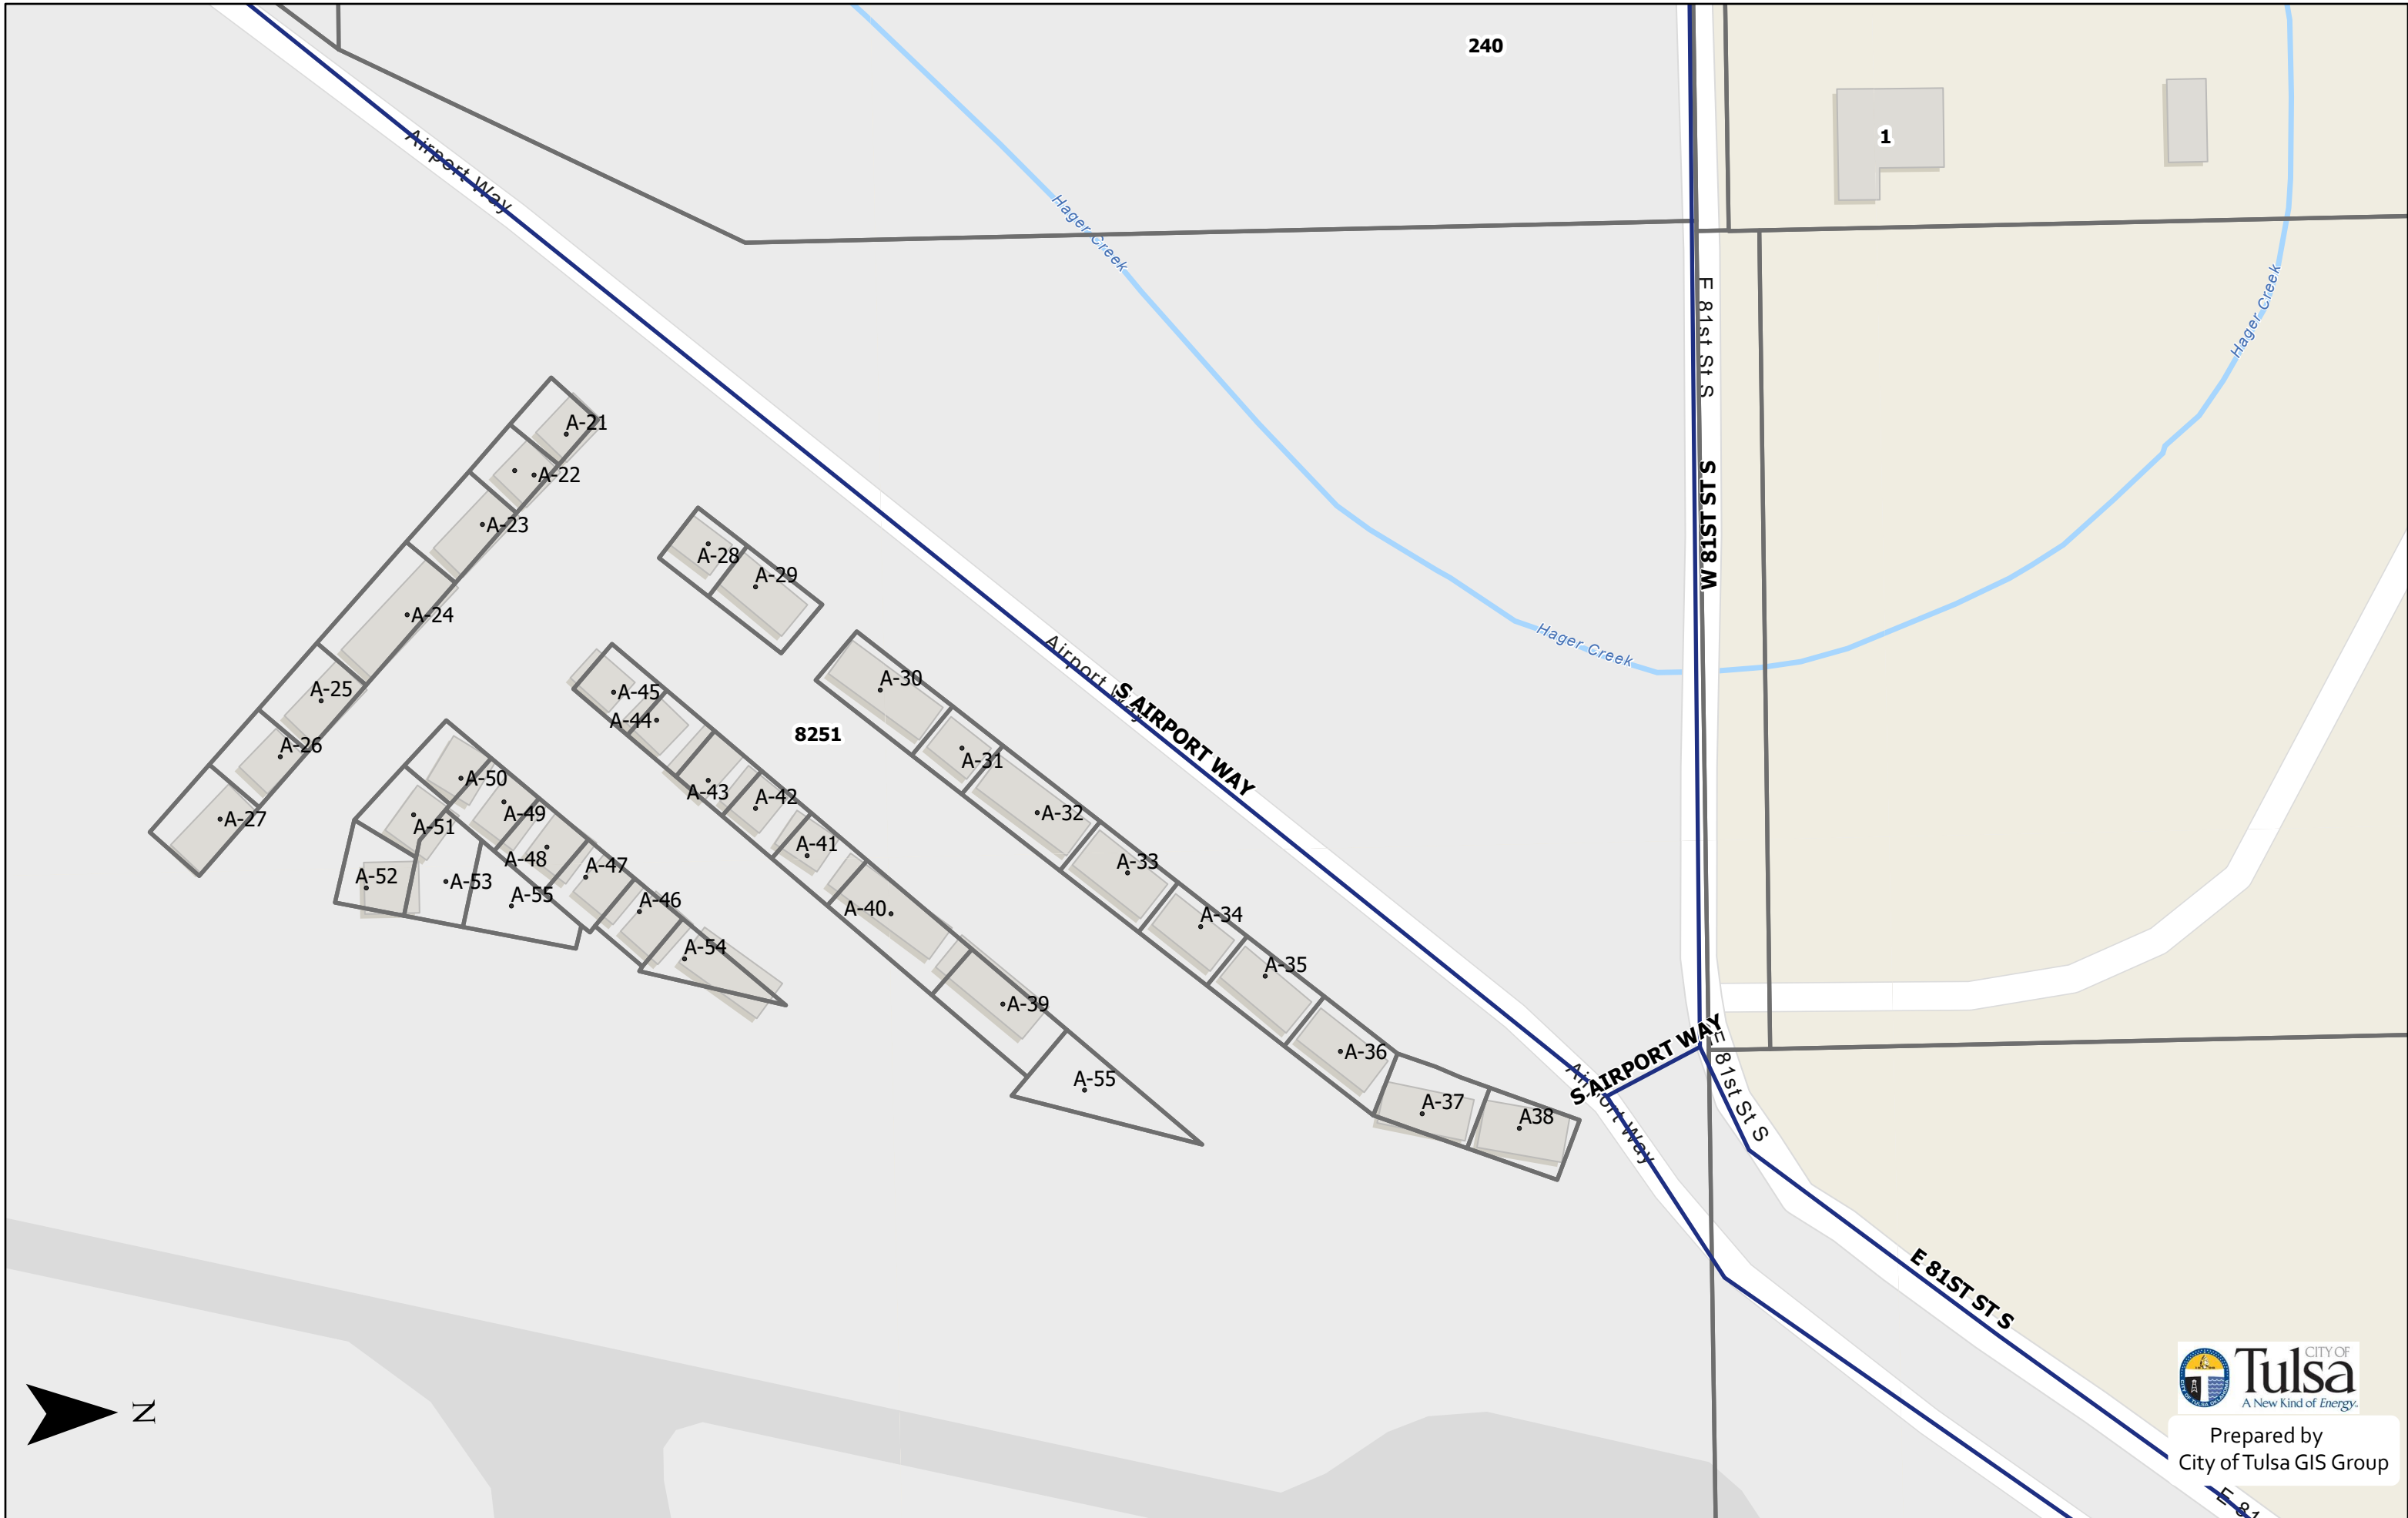 240
1
Airport Way
Hager Creek
Hager Creek
E 81st St S
A-21
A-22
W 81ST ST S
A-23
A-28
A-29
A-24
Hager Creek
Airport Way
A-30
S AIRPORT WAY
A-25
A-45
A-44
8251
A-26
A-31
A-50
A-43
A-42
A-49
A-32
A-27
A-51
A-41
A-48
A-47
A-33
A-52
A-53
A-55
A-46
A-40
A-34
A-54
A-35
A-39
A-36
S AIRPORT WAY
E 81st St S
A-55
Airport Way
A-37
A38
E 81ST ST S
CITY OF
Tulsa
A New Kind of Energy.
N
Prepared by
City of Tulsa GIS Group
E 81